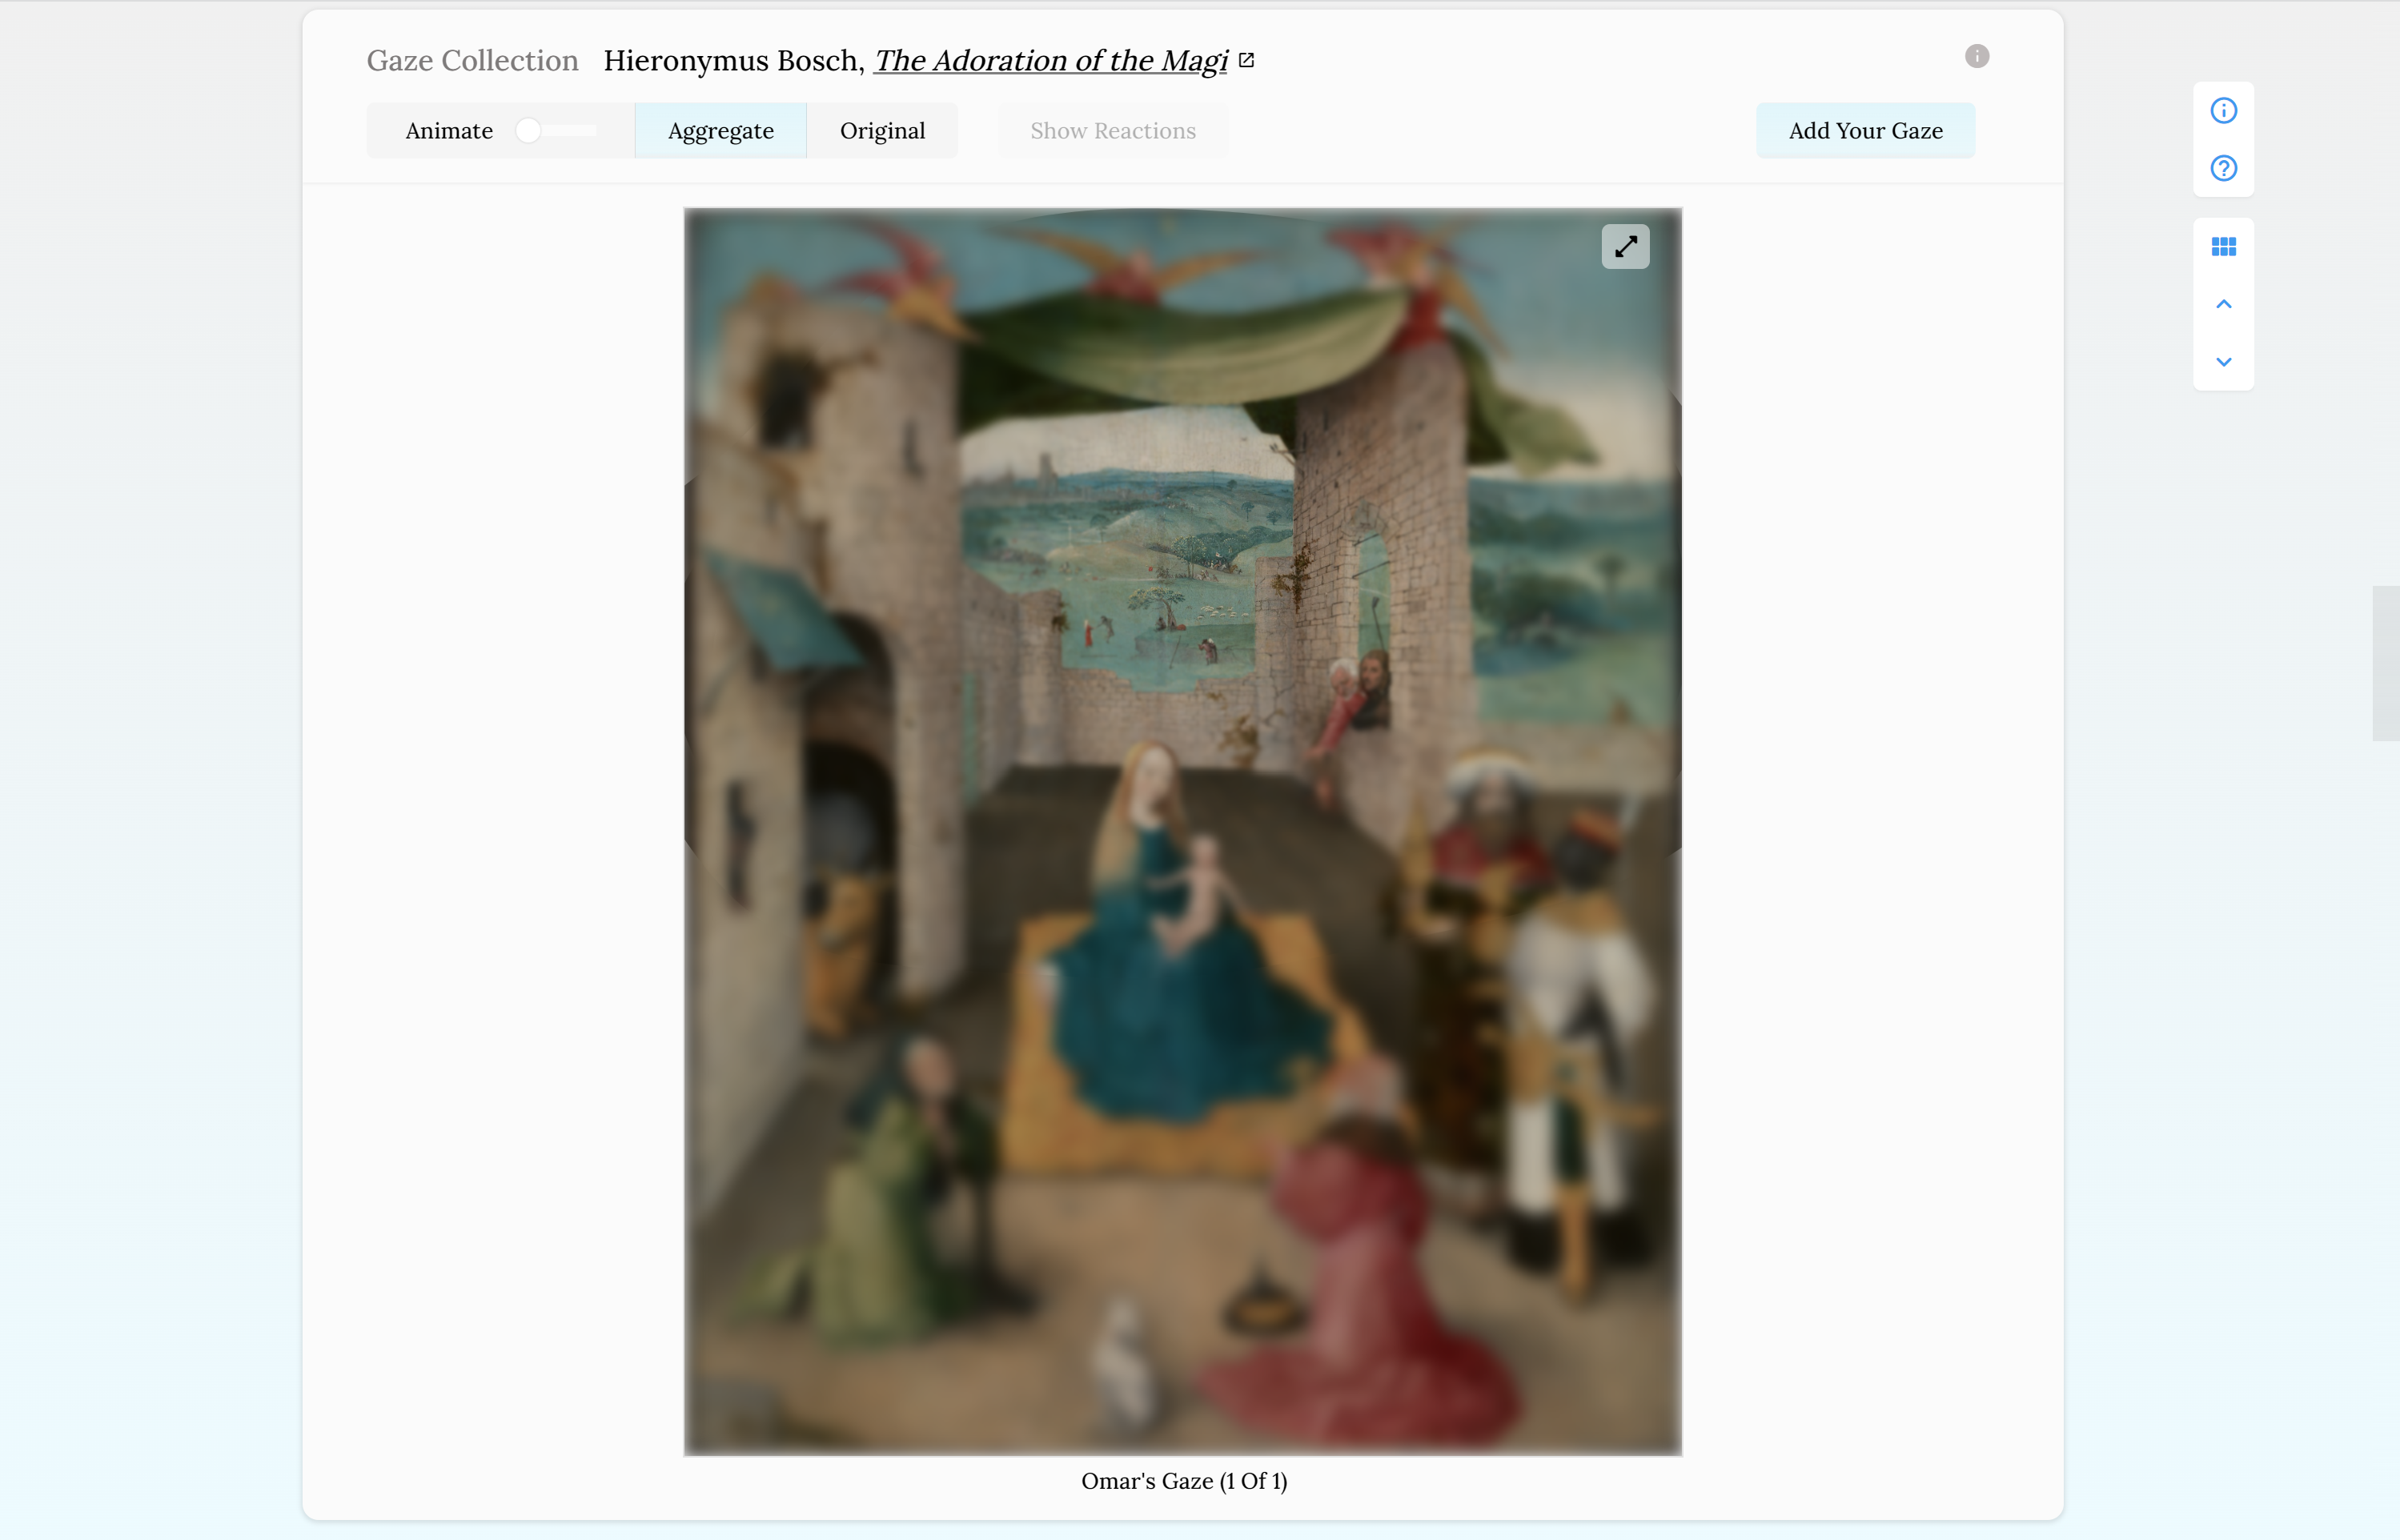 Gaze Collection Hieronymus Bosch, The Adoration of the Magi
Animate Aggregate Original Show Reactions Add Your Gaze
Omar's Gaze (1 Of 1)